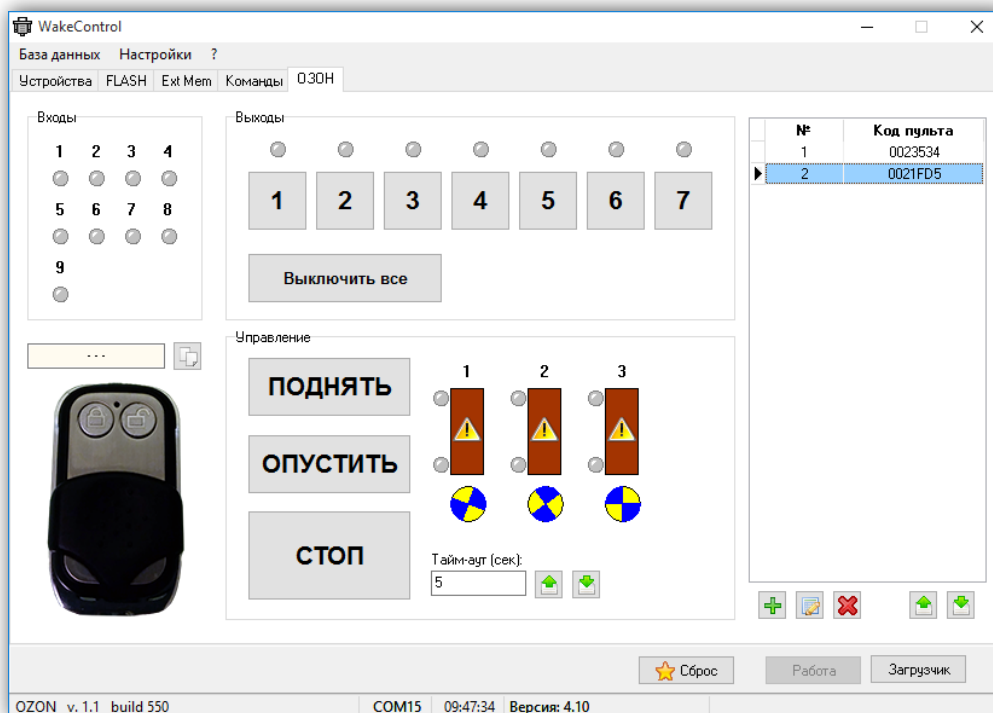 WakeControl
База данных Настройки ?
Устройства FLASH Ext Mem Команды ОЗОН
Входы
1 2 3 4
5 6 7 8
9
- - -
Выходы
1 2 3 4 5 6 7
Выключить все
Управление
ПОДНЯТЬ
ОПУСТИТЬ
СТОП
1 2 3
Тайм-аут (сек):
5
№ Код пульта
1 0023534
2 0021FD5
Сброс Работа Загрузчик
OZON v. 1.1 build 550 COM15 09:47:34 Версия: 4.10